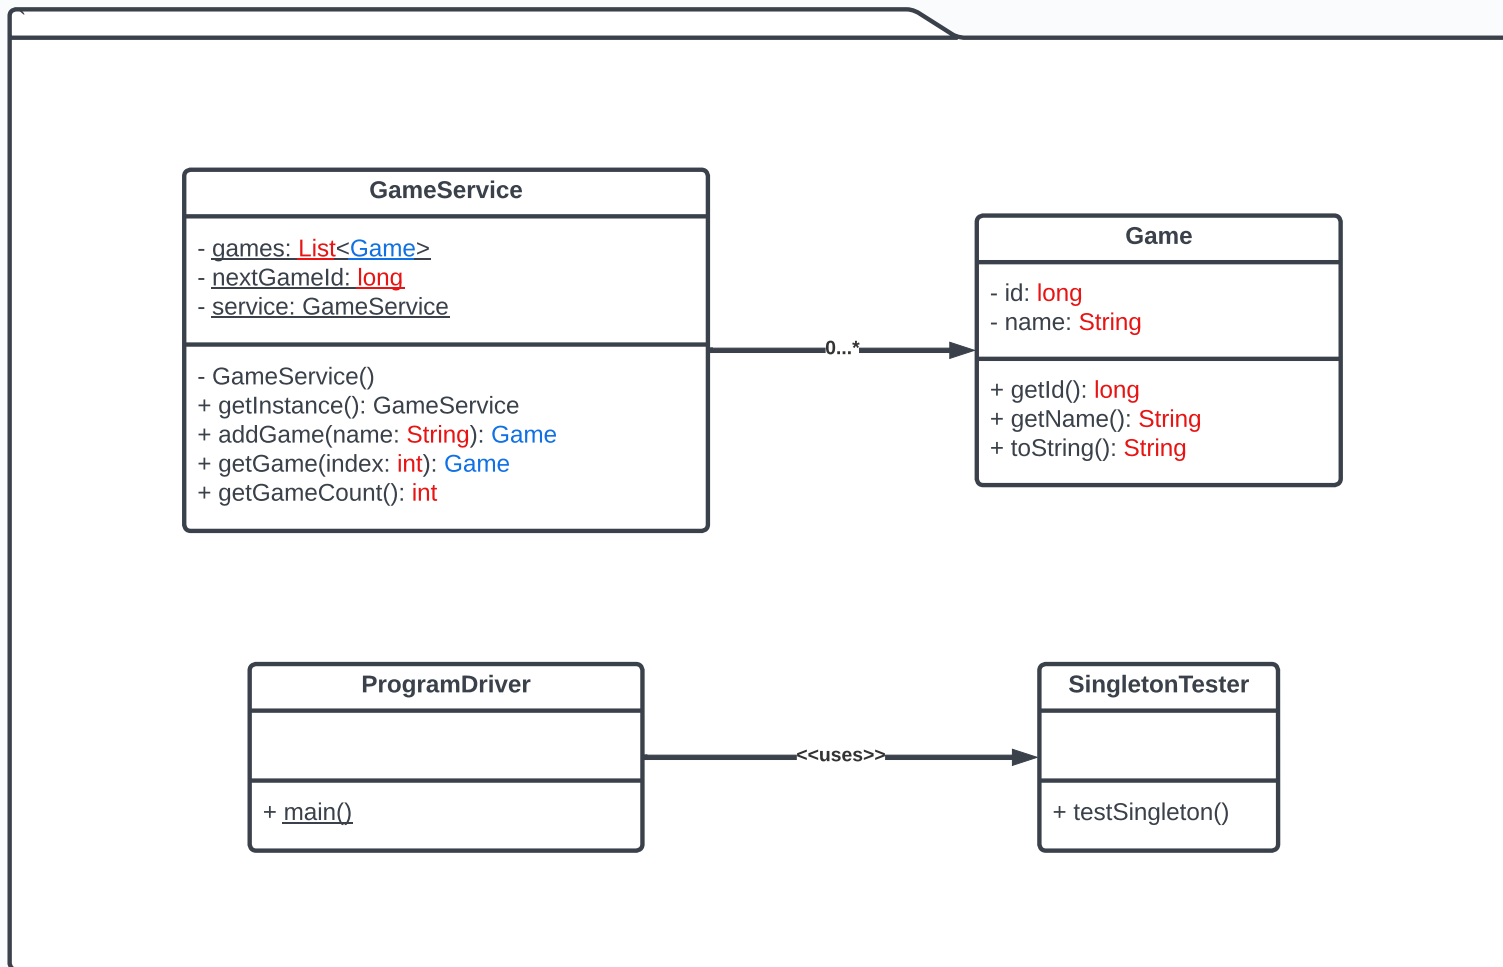 GameService
- games: List<Game>
- nextGameId: long
- service: GameService
- GameService()
+ getInstance(): GameService
+ addGame(name: String): Game
+ getGame(index: int): Game
+ getGameCount(): int
0...*
Game
- id: long
- name: String
+ getId(): long
+ getName(): String
+ toString(): String
ProgramDriver
+ main()
<<uses>>
SingletonTester
+ testSingleton()